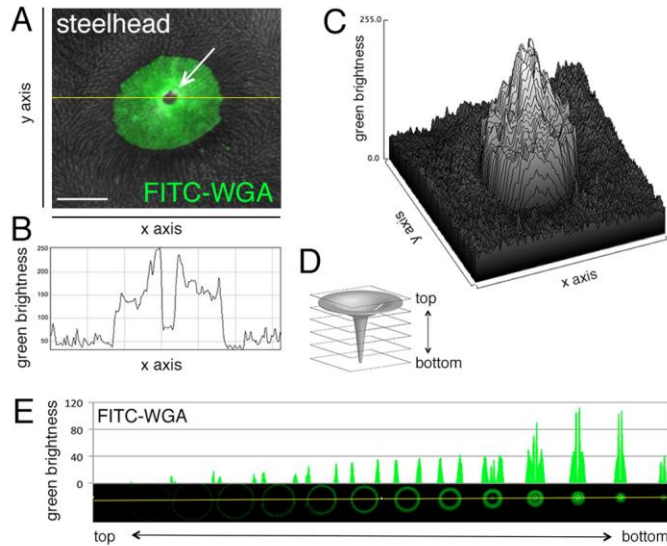 A
steelhead
y axis
FITC-WGA
x axis
B
green brightness
250
200
150
100
50
x axis
C
green brightness
255.0
0.0
y axis
x axis
D
top
bottom
E
FITC-WGA
green brightness
120
80
40
0
top
bottom